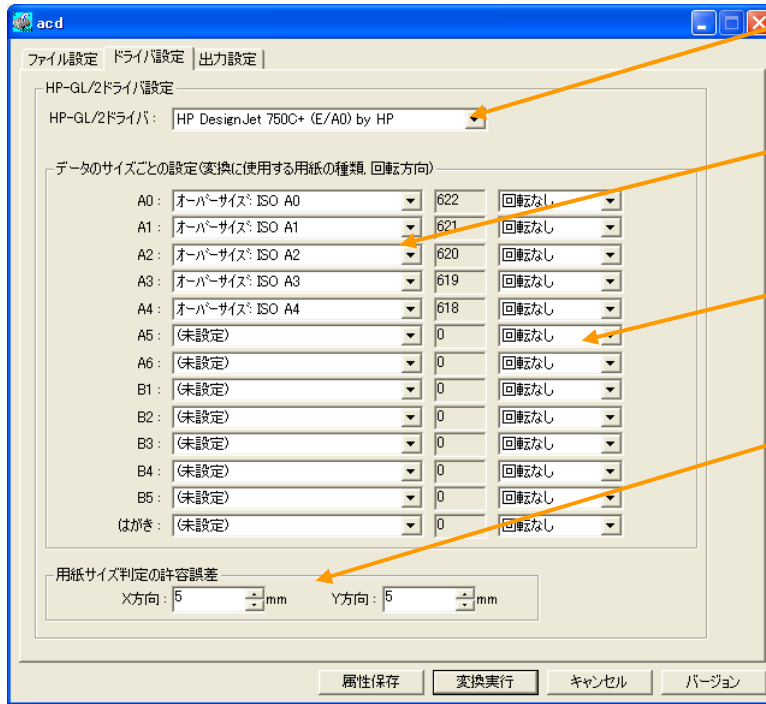 acd
ファイル設定 ドライバ設定 出力設定
HP-GL/2ドライバ設定
HP-GL/2ドライバ： HP DesignJet 750C+ (E/A0) by HP
データのサイズごとの設定(変換に使用する用紙の種類, 回転方向)
A0： オーバーサイズ: ISO A0 622 回転なし
A1： オーバーサイズ: ISO A1 621 回転なし
A2： オーバーサイズ: ISO A2 620 回転なし
A3： オーバーサイズ: ISO A3 619 回転なし
A4： オーバーサイズ: ISO A4 618 回転なし
A5： (未設定) 0 回転なし
A6： (未設定) 0 回転なし
B1： (未設定) 0 回転なし
B2： (未設定) 0 回転なし
B3： (未設定) 0 回転なし
B4： (未設定) 0 回転なし
B5： (未設定) 0 回転なし
はがき： (未設定) 0 回転なし
用紙サイズ判定の許容誤差
X方向： 5 mm Y方向： 5 mm
属性保存 変換実行 キャンセル バージョン